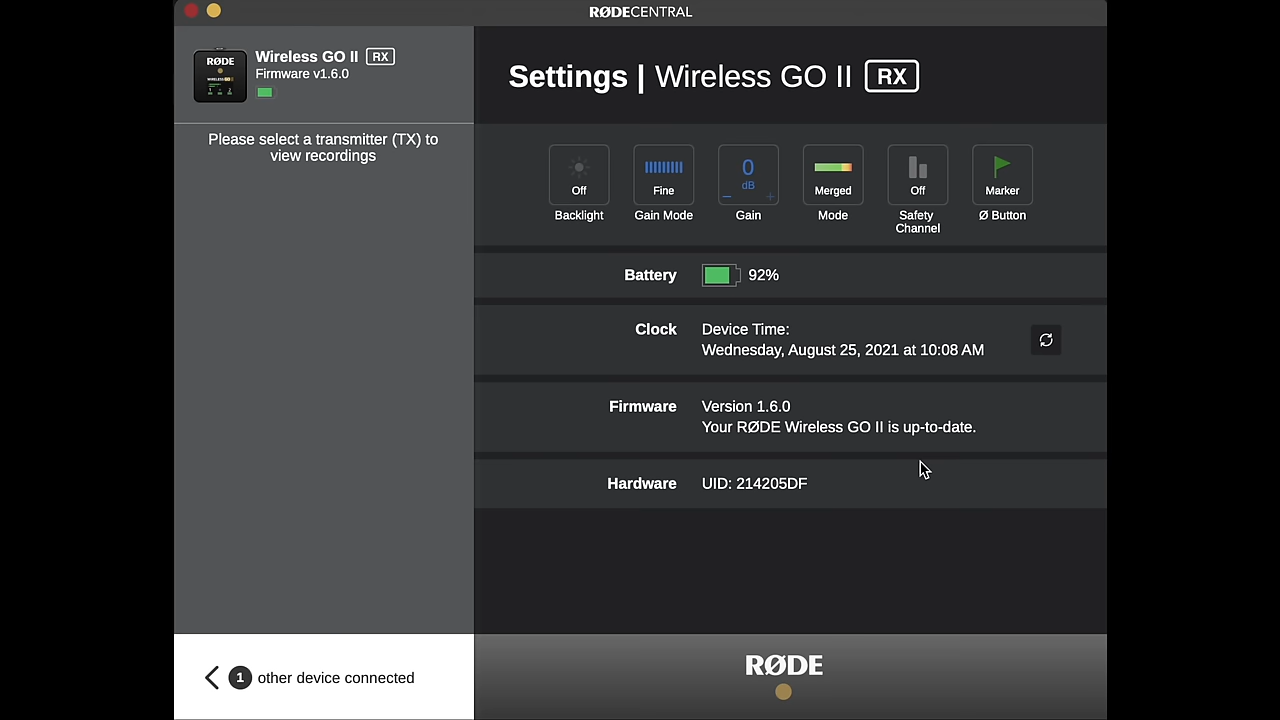 RØDECENTRAL
RØDE
Wireless GO II RX
Firmware v1.6.0
Please select a transmitter (TX) to
view recordings
Settings | Wireless GO II RX
Off
Backlight
Fine
Gain Mode
0
dB
− +
Gain
Merged
Mode
Off
Safety
Channel
Marker
Ø Button
Battery 92%
Clock Device Time:
Wednesday, August 25, 2021 at 10:08 AM
Firmware Version 1.6.0
Your RØDE Wireless GO II is up-to-date.
Hardware UID: 214205DF
1 other device connected
RØDE